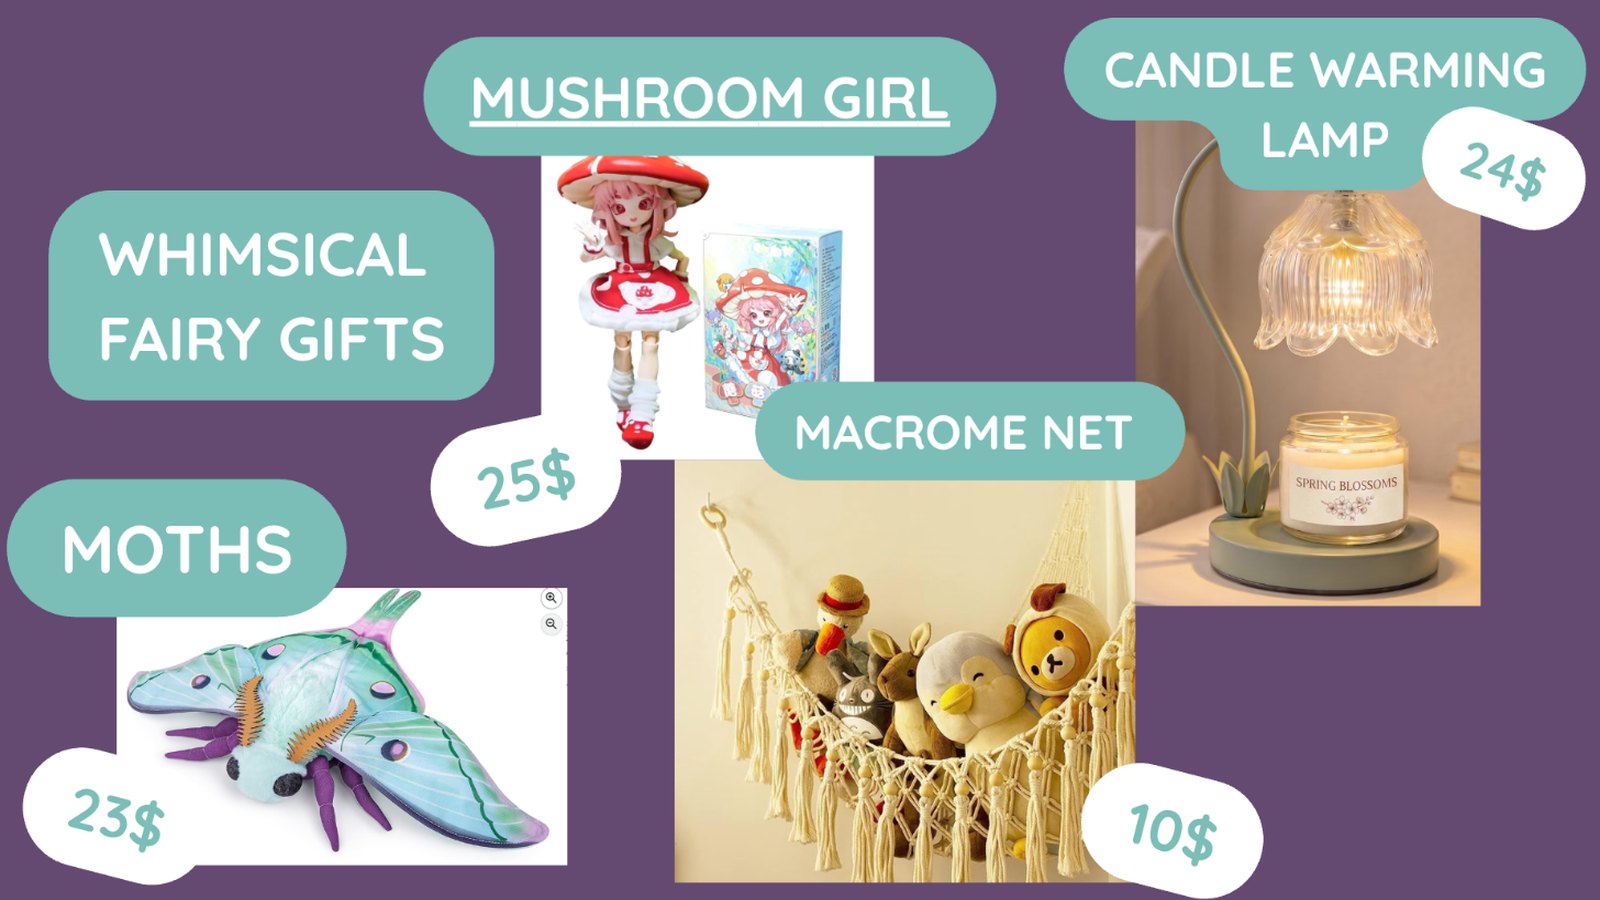 MUSHROOM GIRL
CANDLE WARMING
LAMP
24$
WHIMSICAL
FAIRY GIFTS
25$
MACROME NET
SPRING BLOSSOMS
MOTHS
23$
10$